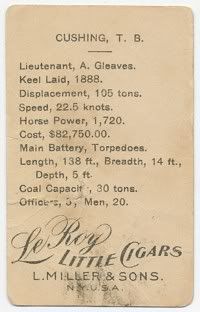 CUSHING, T. B.
Lieutenant, A. Gleaves.
Keel Laid, 1888.
Displacement, 105 tons.
Speed, 22.5 knots.
Horse Power, 1,720.
Cost, $82,750.00.
Main Battery, Torpedoes.
Length, 138 ft., Breadth, 14 ft.,
Depth, 5 ft.
Coal Capacit, 30 tons.
Officers, 3, Men, 20.
Le Roy
LITTLE CIGARS
L. MILLER & SONS.
N.Y. U.S.A.